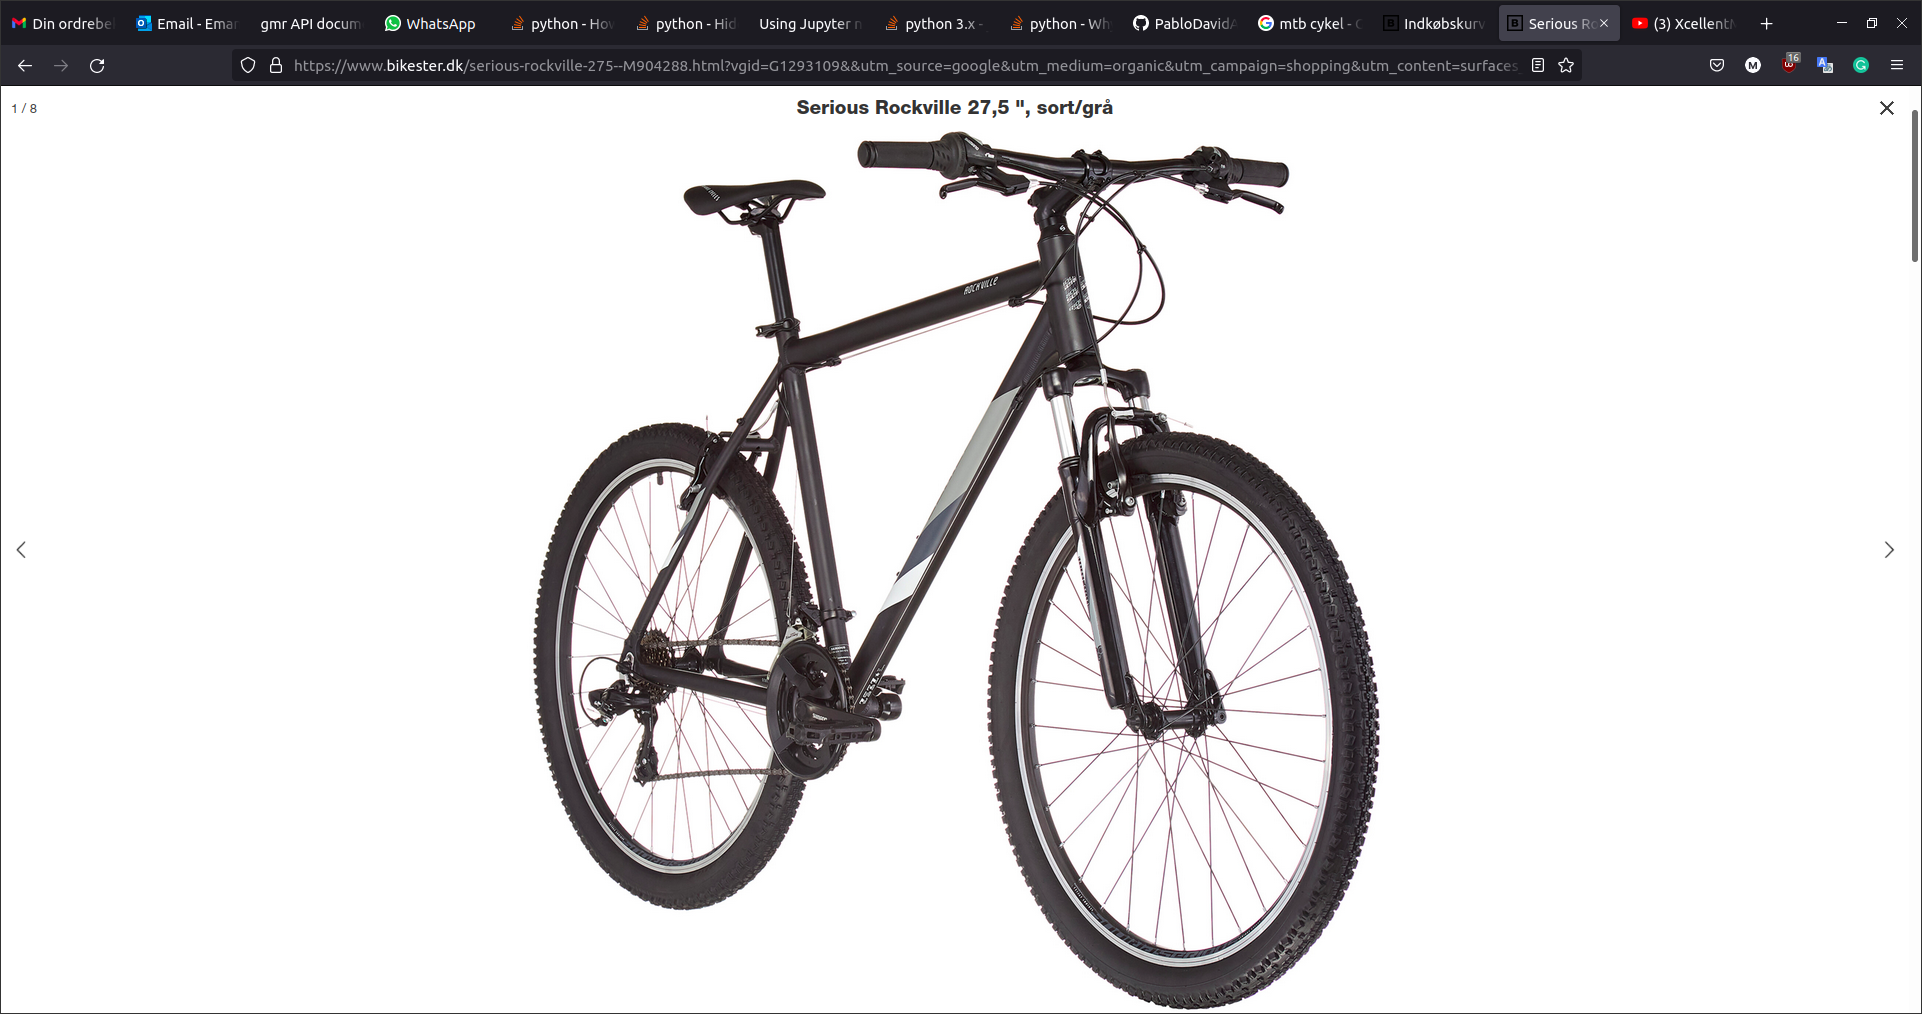 Din ordrebe
Email - Emar
gmr API docum
WhatsApp
python - Ho
python - Hid
Using Jupyter n
python 3.x -
python - Wh
PabloDavidA
mtb cykel - G
Indkøbskurv
Serious Ro
(3) Xcellent
https://www.bikester.dk/serious-rockville-275--M904288.html?vgid=G1293109&&utm_source=google&utm_medium=organic&utm_campaign=shopping&utm_content=surfaces_
16
1 / 8
Serious Rockville 27,5 ", sort/grå
ROCKVILLE